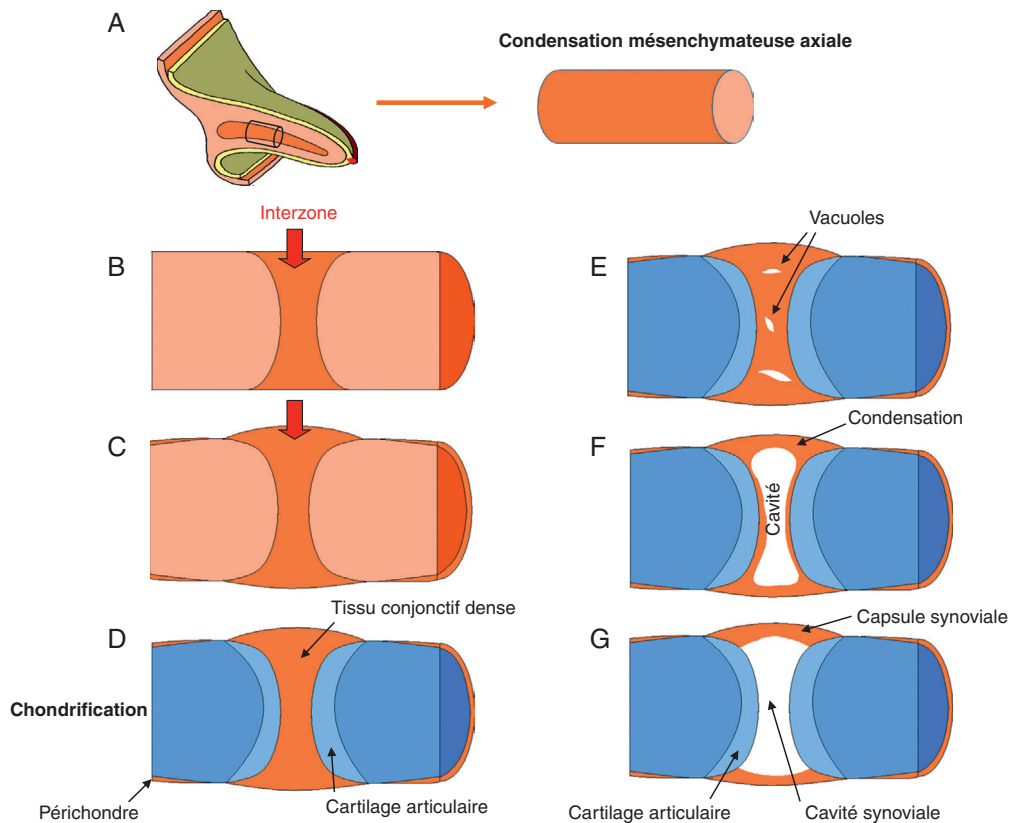 A
Condensation mésenchymateuse axiale
Interzone
B
C
D
Tissu conjonctif dense
Chondrification
Périchondre
Cartilage articulaire
Vacuoles
E
F
Condensation
Cavité
G
Capsule synoviale
Cartilage articulaire
Cavité synoviale